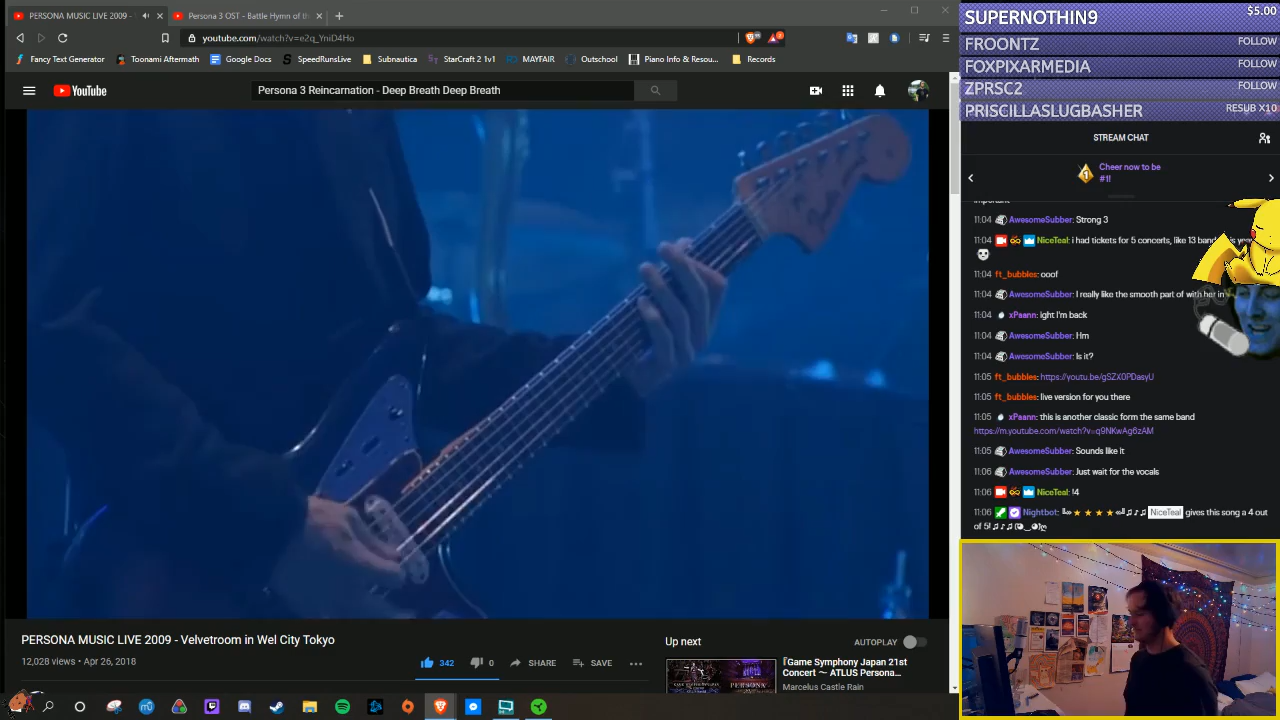 PERSONA MUSIC LIVE 2009 -
Persona 3 OST - Battle Hymn of th
youtube.com/watch?v=e2q_YniD4Ho
Fancy Text Generator
Toonami Aftermath
Google Docs
SpeedRunsLive
Subnautica
StarCraft 2 1v1
MAYFAIR
Outschool
Piano Info & Resou...
Records
YouTube
Persona 3 Reincarnation - Deep Breath Deep Breath
PERSONA MUSIC LIVE 2009 - Velvetroom in Wel City Tokyo
12,028 views • Apr 26, 2018
342
0
SHARE
SAVE
Up next
AUTOPLAY
『Game Symphony Japan 21st
Concert ～ ATLUS Persona...
Marcelus Castle Rain
SUPERNOTHIN9 $5.00
FROONTZ FOLLOW
FOXPIXARMEDIA FOLLOW
ZPRSC2 FOLLOW
PRISCILLASLUGBASHER RESUB X10
STREAM CHAT
Cheer now to be
#1!
11:04 AwesomeSubber: Strong 3
11:04 NiceTeal: i had tickets for 5 concerts, like 13 band
11:04 ft_bubbles: ooof
11:04 AwesomeSubber: I really like the smooth part of with her in
11:04 xPaann: ight I'm back
11:04 AwesomeSubber: Hm
11:04 AwesomeSubber: Is it?
11:05 ft_bubbles: https://youtu.be/gSZX0PDasyU
11:05 ft_bubbles: live version for you there
11:05 xPaann: this is another classic form the same band
https://m.youtube.com/watch?v=q9NKwAg6zAM
11:05 AwesomeSubber: Sounds like it
11:06 AwesomeSubber: Just wait for the vocals
11:06 NiceTeal: !4
11:06 Nightbot: ★ ★ ★ ★ NiceTeal gives this song a 4 out
of 5!